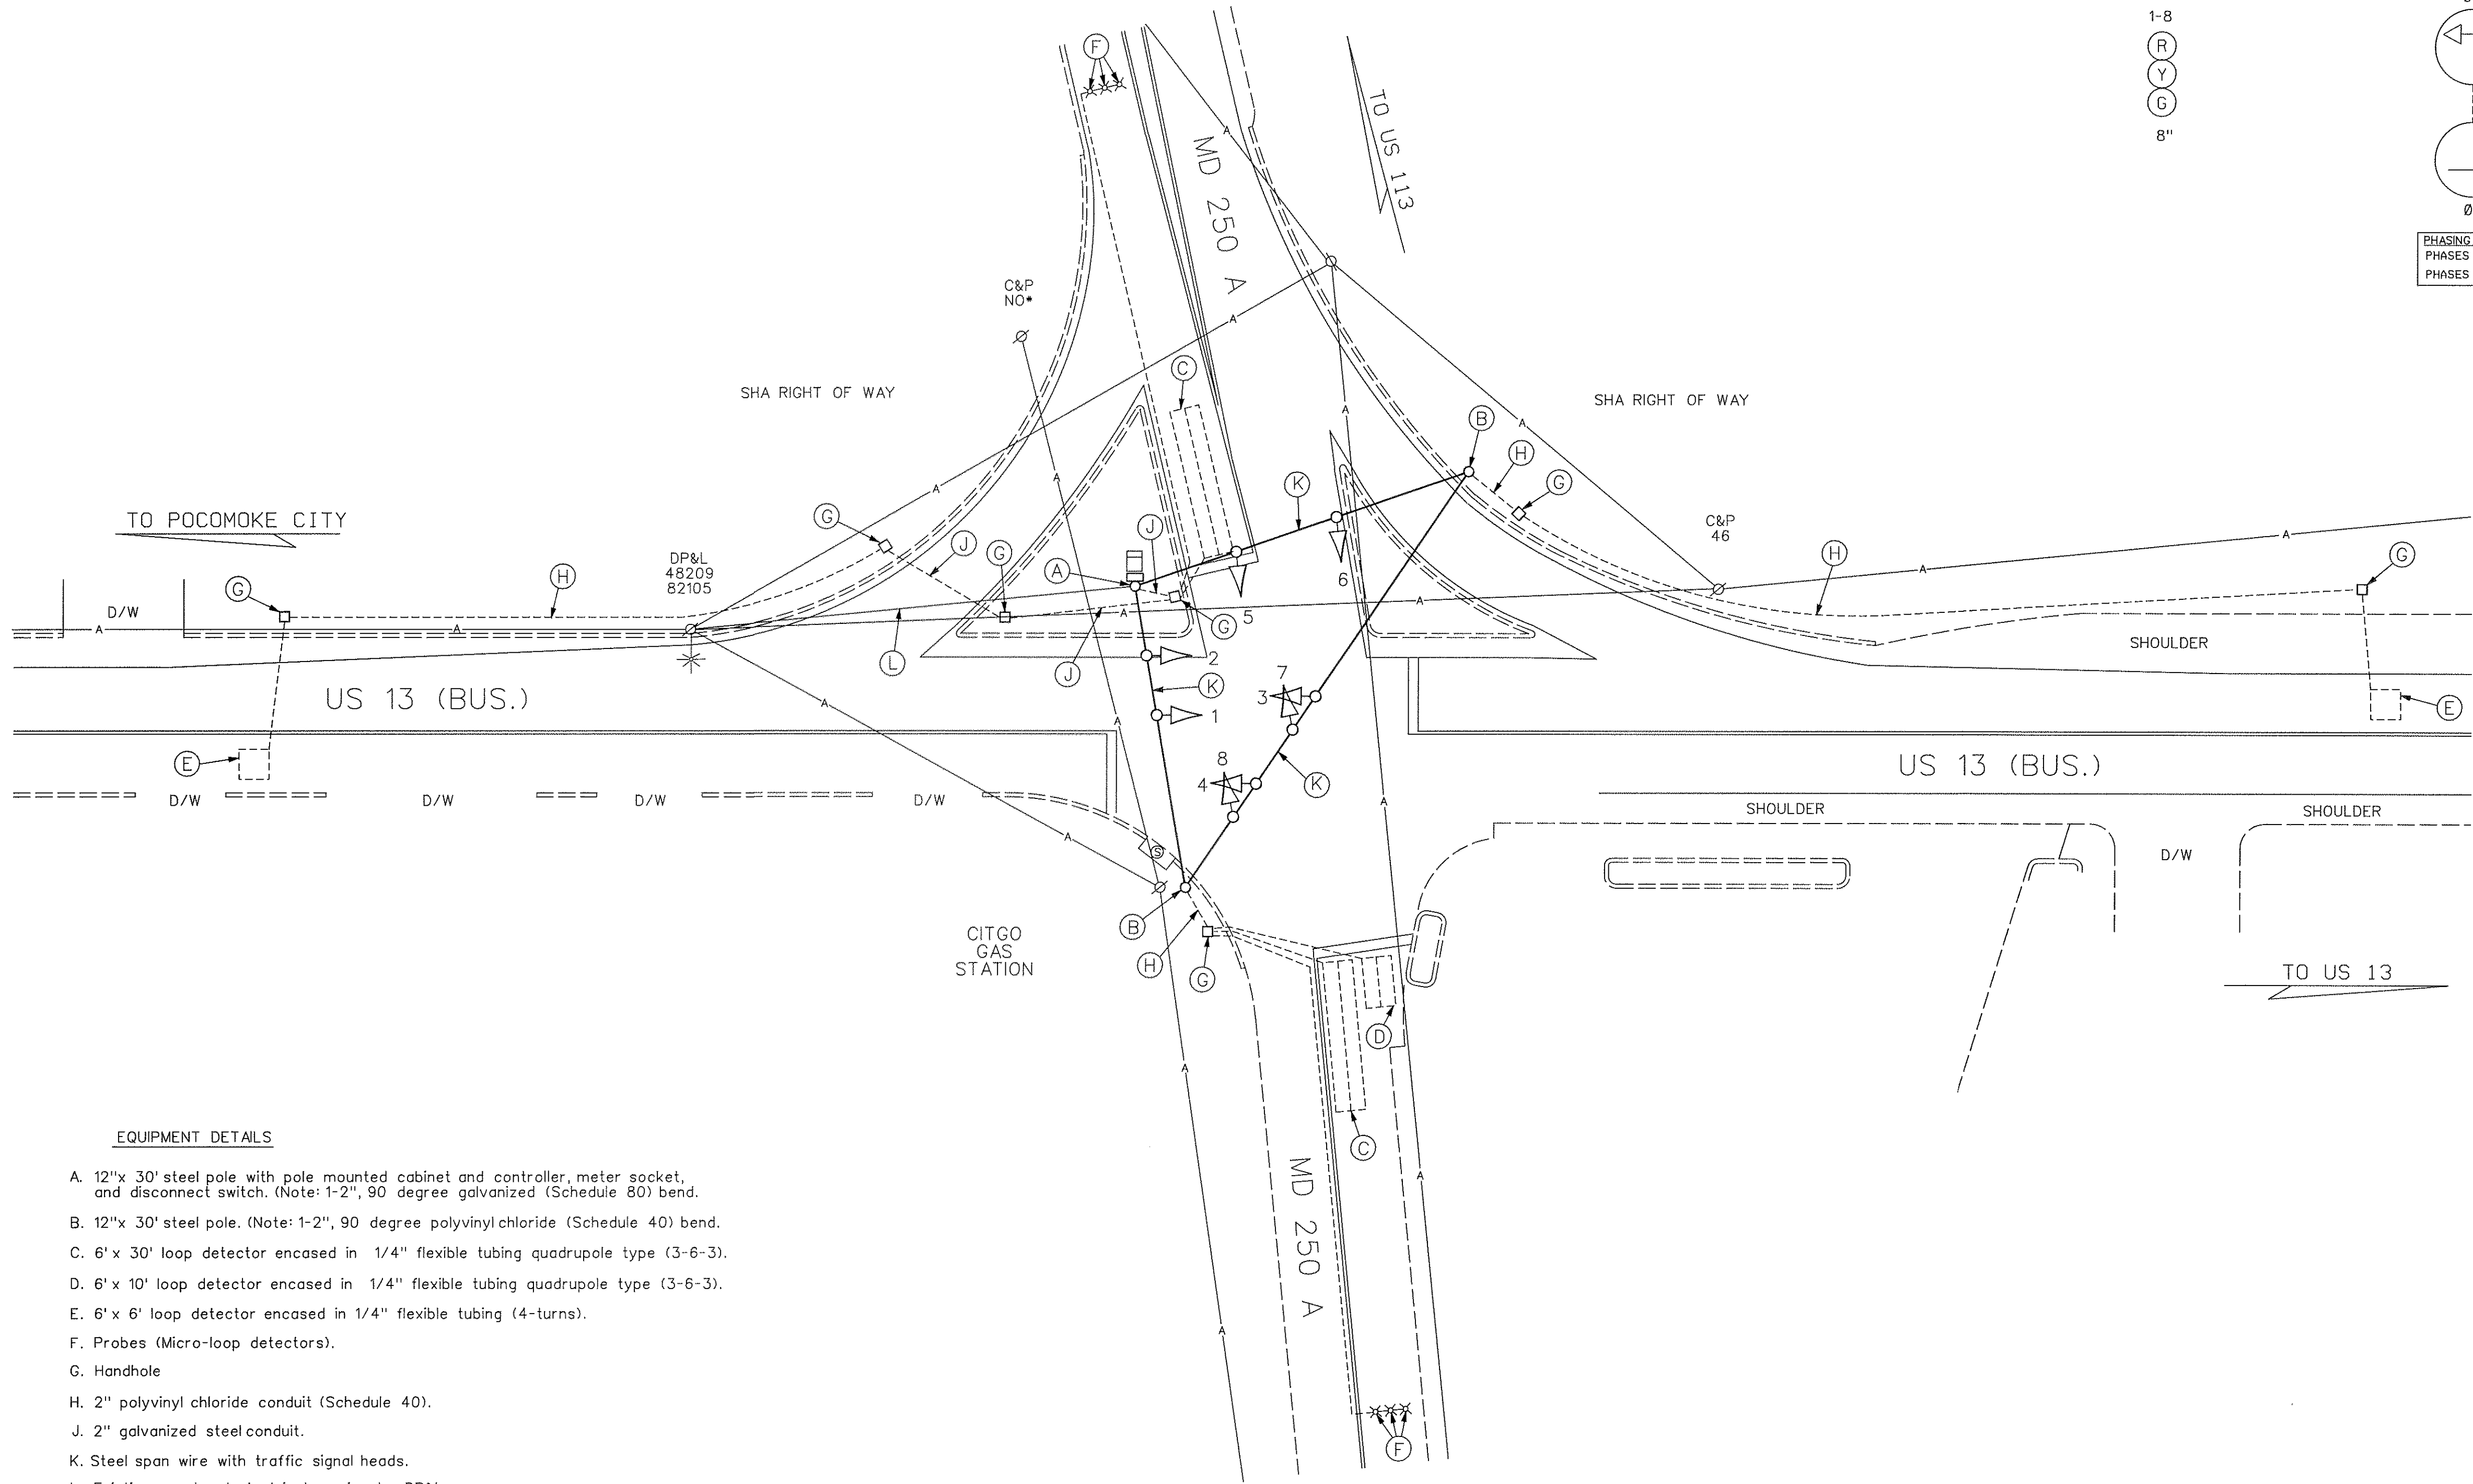 1-8
R
Y
G
8"
Ø
PHASING
PHASES
PHASES
F
TO US 113
MD 250 A
A
A
C&P
NO*
C
SHA RIGHT OF WAY
SHA RIGHT OF WAY
A
B
A
H
K
A
A
G
G
C&P
46
TO POCOMOKE CITY
G
J
J
A
G
H
A
H
G
DP&L
48209
82105
A
6
A
D/W
A
5
G
A
A
L
J
2
SHOULDER
US 13 (BUS.)
K
7
3
E
A
A
1
E
8
4
K
US 13 (BUS.)
D/W
D/W
D/W
D/W
A
SHOULDER
SHOULDER
A
S
D/W
B
CITGO
GAS
STATION
H
G
TO US 13
D
A
C
A
MD 250 A
A
F
EQUIPMENT DETAILS
A. 12"x 30' steel pole with pole mounted cabinet and controller, meter socket,
and disconnect switch. (Note: 1-2", 90 degree galvanized (Schedule 80) bend.
B. 12"x 30' steel pole. (Note: 1-2", 90 degree polyvinyl chloride (Schedule 40) bend.
C. 6' x 30' loop detector encased in 1/4" flexible tubing quadrupole type (3-6-3).
D. 6' x 10' loop detector encased in 1/4" flexible tubing quadrupole type (3-6-3).
E. 6' x 6' loop detector encased in 1/4" flexible tubing (4-turns).
F. Probes (Micro-loop detectors).
G. Handhole
H. 2" polyvinyl chloride conduit (Schedule 40).
J. 2" galvanized steel conduit.
K. Steel span wire with traffic signal heads.